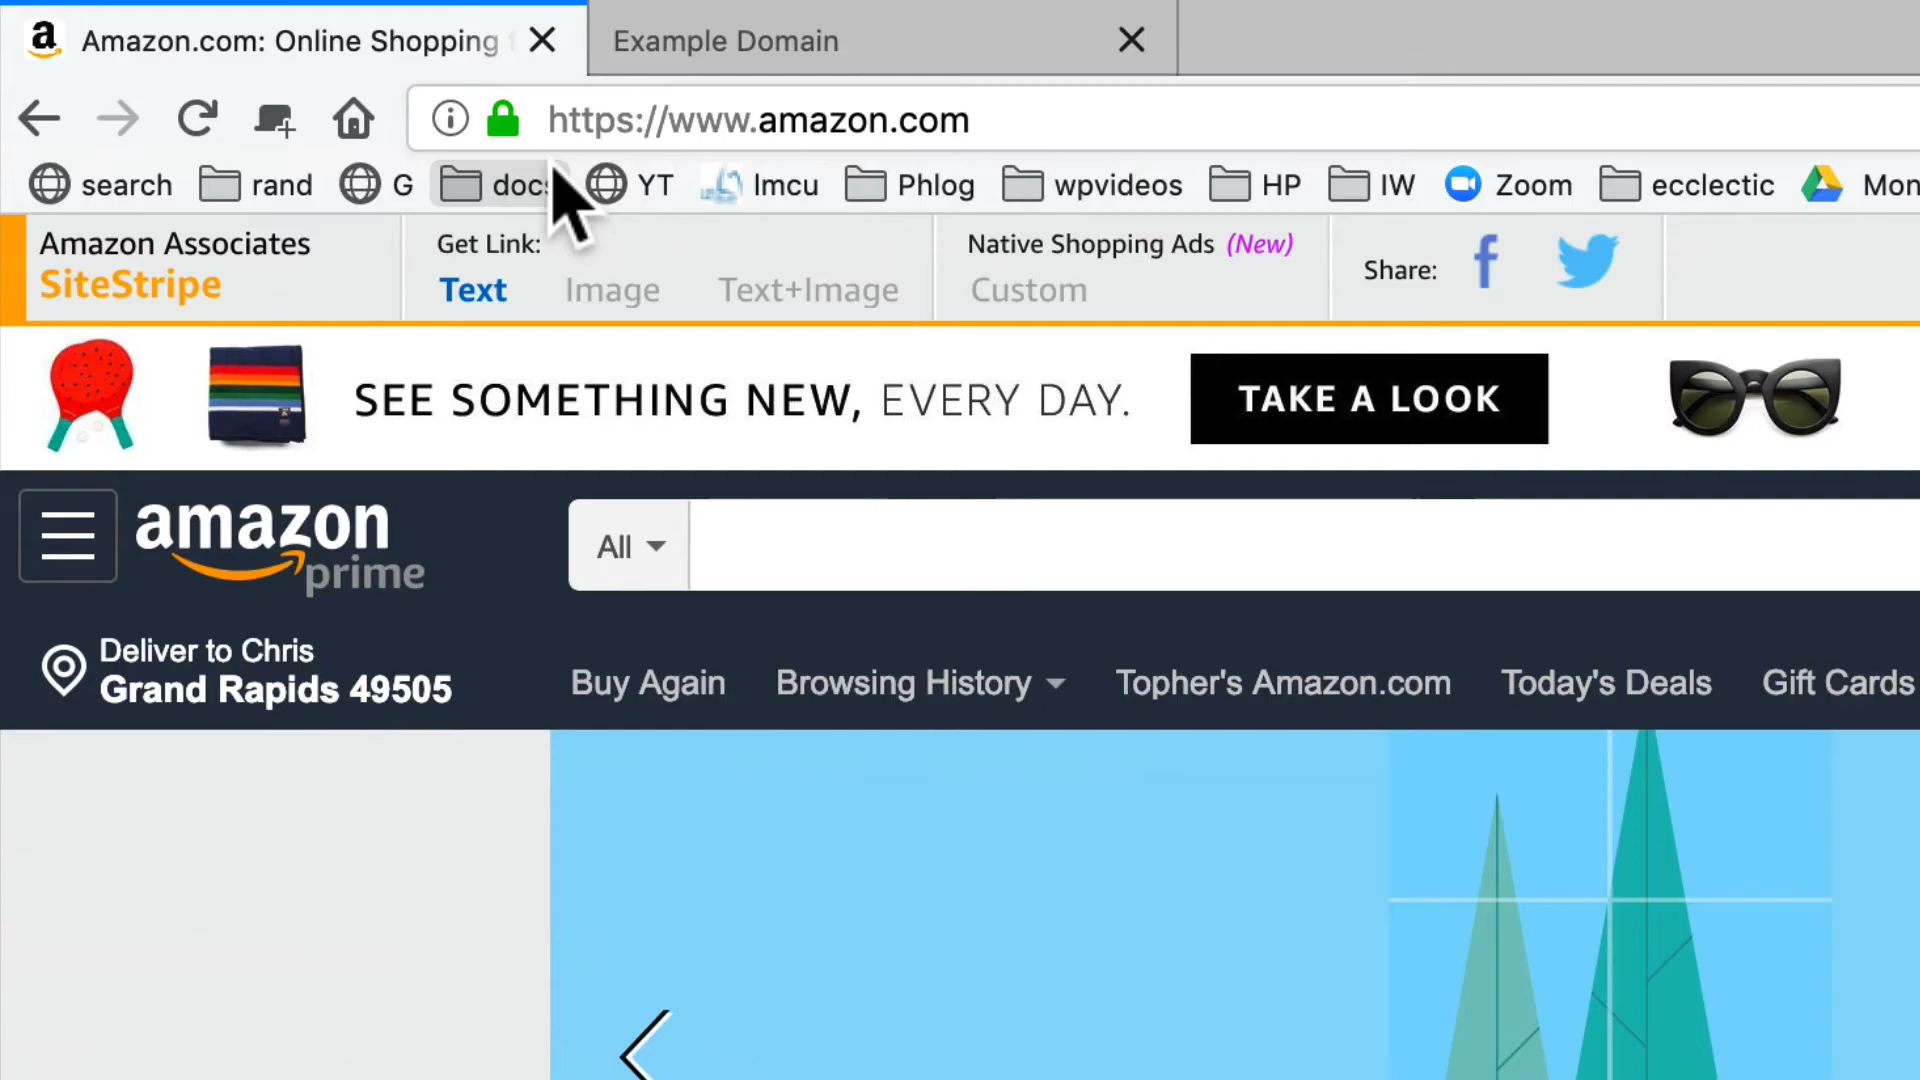 Amazon.com: Online Shopping
Example Domain
https://www.amazon.com
search rand G docs YT lmcu Phlog wpvideos HP IW Zoom ecclectic Mon
Amazon Associates
SiteStripe
Get Link:
Text Image Text+Image
Native Shopping Ads (New)
Custom
Share:
SEE SOMETHING NEW, EVERY DAY.
TAKE A LOOK
amazon
prime
All
Deliver to Chris
Grand Rapids 49505
Buy Again Browsing History Topher's Amazon.com Today's Deals Gift Cards